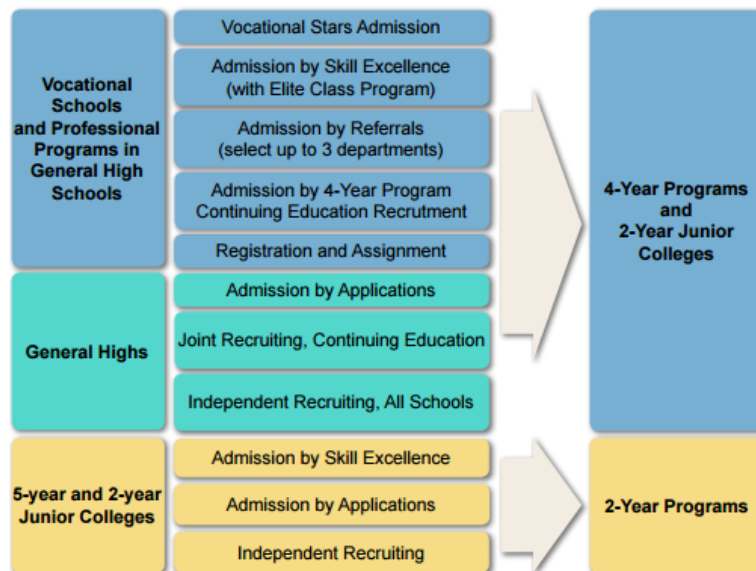 Vocational
Schools
and Professional
Programs in
General High
Schools
Vocational Stars Admission
Admission by Skill Excellence
(with Elite Class Program)
Admission by Referrals
(select up to 3 departments)
Admission by 4-Year Program
Continuing Education Recrutment
Registration and Assignment
General Highs
Admission by Applications
Joint Recruiting, Continuing Education
Independent Recruiting, All Schools
4-Year Programs
and
2-Year Junior
Colleges
5-year and 2-year
Junior Colleges
Admission by Skill Excellence
Admission by Applications
Independent Recruiting
2-Year Programs